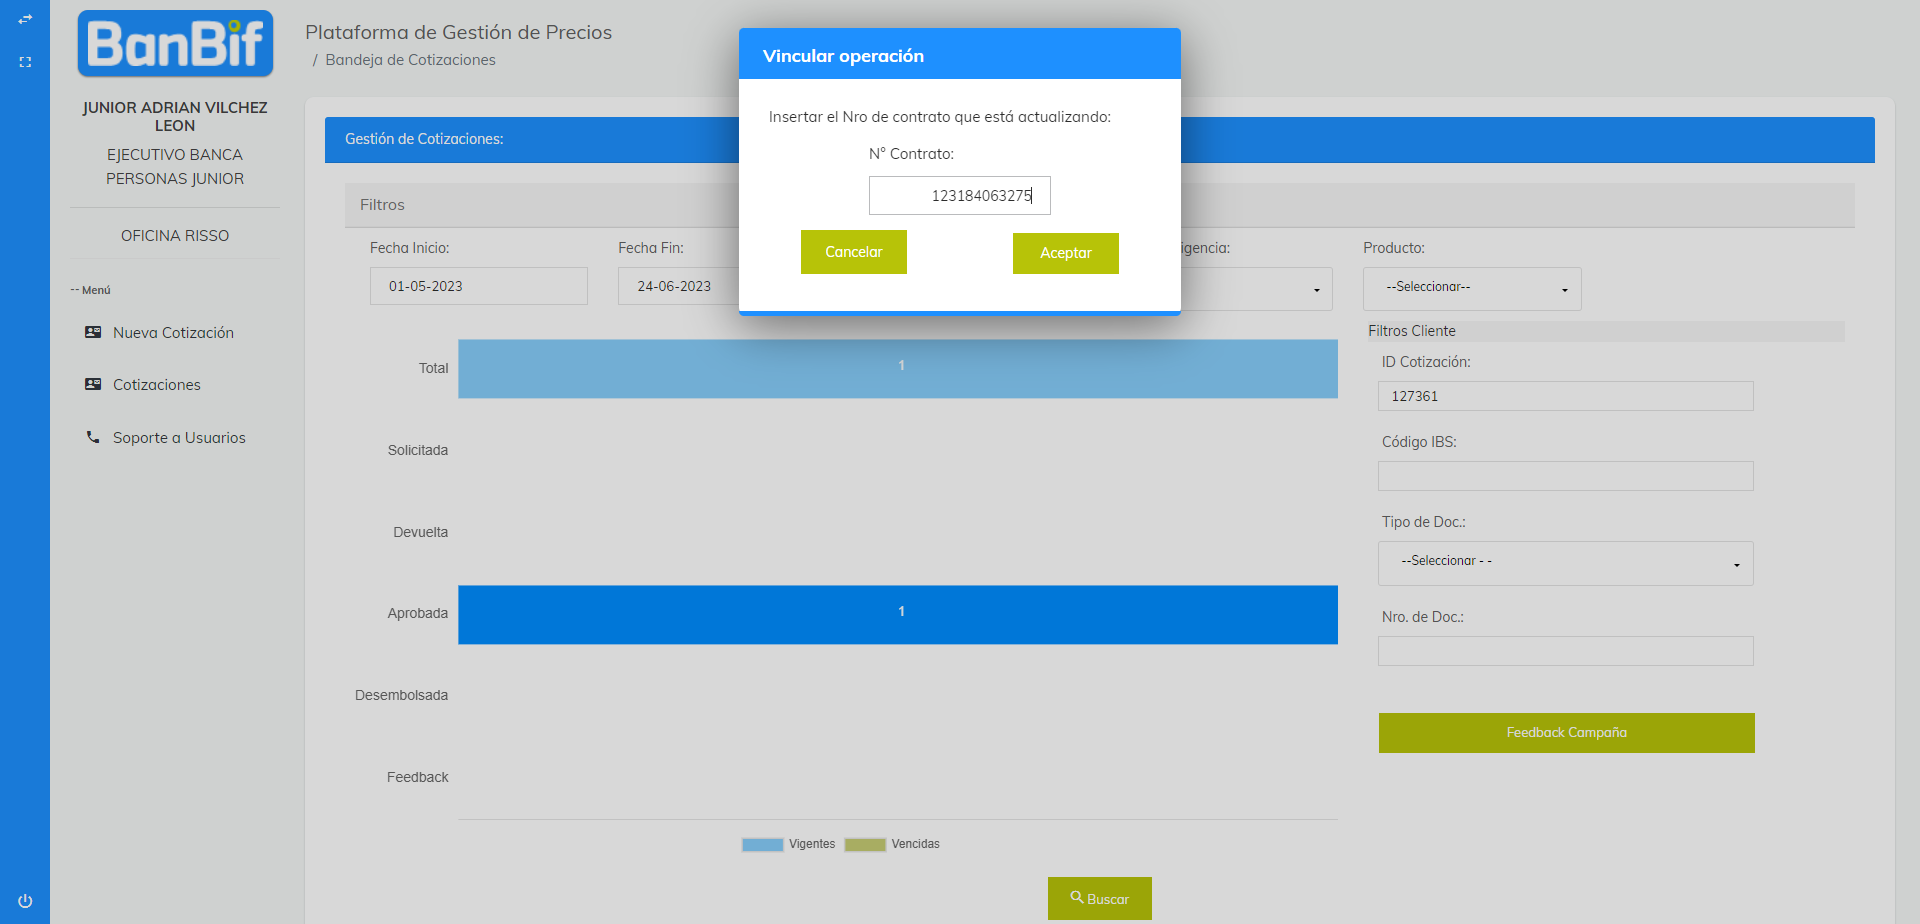 BanBif
JUNIOR ADRIAN VILCHEZ
LEON
EJECUTIVO BANCA
PERSONAS JUNIOR
OFICINA RISSO
-- Menú
Nueva Cotización
Cotizaciones
Soporte a Usuarios
Plataforma de Gestión de Precios
/ Bandeja de Cotizaciones
Vincular operación
Insertar el Nro de contrato que está actualizando:
N° Contrato:
123184063275
Cancelar
Aceptar
Gestión de Cotizaciones:
Filtros
Fecha Inicio:
01-05-2023
Fecha Fin:
24-06-2023
igencia:
Producto:
--Seleccionar--
Total
1
Solicitada
Devuelta
Aprobada
1
Desembolsada
Feedback
Vigentes
Vencidas
Filtros Cliente
ID Cotización:
127361
Código IBS:
Tipo de Doc.:
--Seleccionar - -
Nro. de Doc.:
Feedback Campaña
Buscar